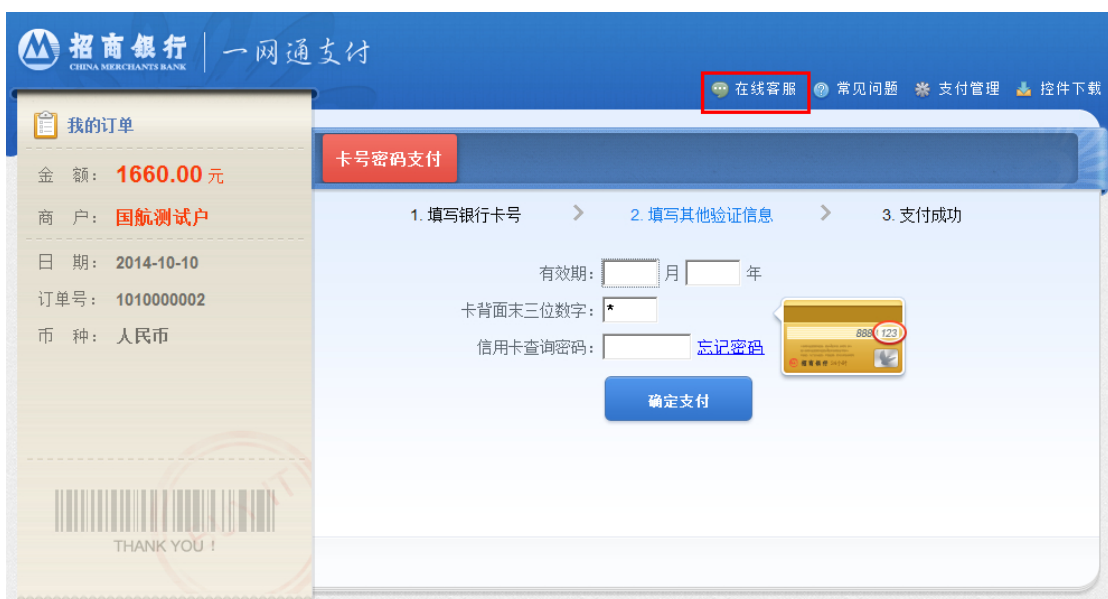 招商銀行 一网通支付
CHINA MERCHANTS BANK
在线客服 常见问题 支付管理 控件下载
我的订单
金 额： 1660.00 元
商 户： 国航测试户
日 期： 2014-10-10
订单号： 1010000002
币 种： 人民币
THANK YOU !
卡号密码支付
1. 填写银行卡号 > 2. 填写其他验证信息 > 3. 支付成功
有效期： 月 年
卡背面末三位数字： *
888 123
信用卡查询密码： 忘记密码
确定支付